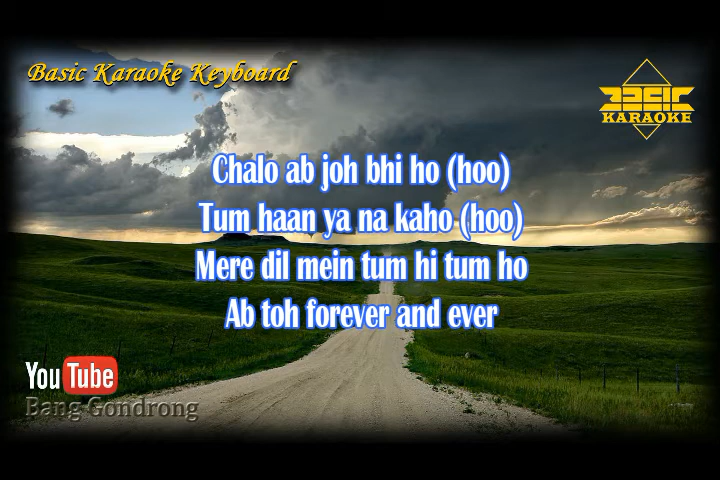 Basic Karaoke Keyboard
BASIC
KARAOKE
Chalo ab joh bhi ho (hoo)
Tum haan ya na kaho (hoo)
Mere dil mein tum hi tum ho
Ab toh forever and ever
YouTube
Bang Gondrong